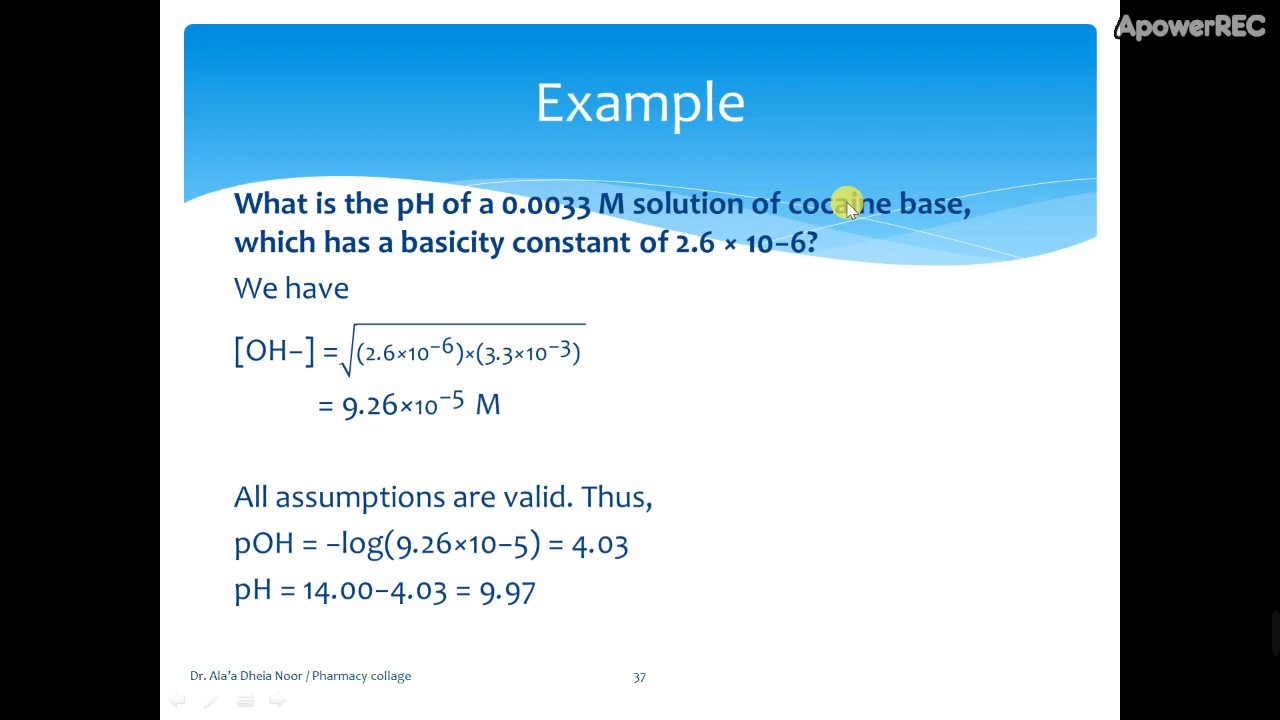 ApowerREC
Example
What is the pH of a 0.0033 M solution of cocaine base,
which has a basicity constant of 2.6 × 10−6?
We have
[OH−] = √(2.6×10⁻⁶)×(3.3×10⁻³)
= 9.26×10⁻⁵ M
All assumptions are valid. Thus,
pOH = −log(9.26×10−5) = 4.03
pH = 14.00−4.03 = 9.97
Dr. Ala’a Dheia Noor / Pharmacy collage
37